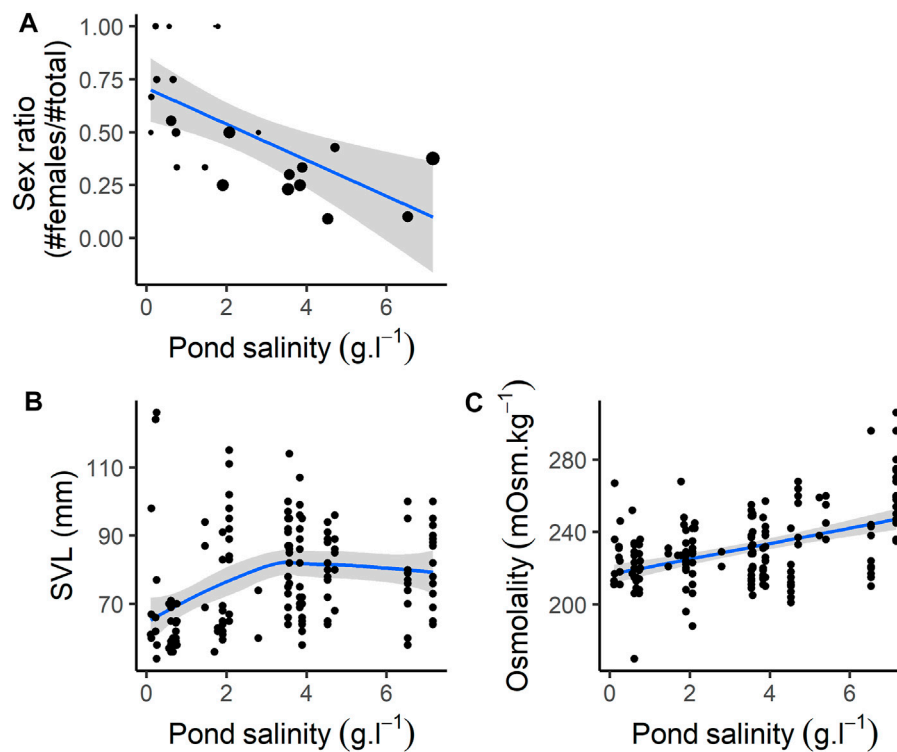 A
Sex ratio
(#females/#total)
1.00
0.75
0.50
0.25
0.00
0 2 4 6
Pond salinity (g.l⁻¹)
B
SVL (mm)
110
90
70
0 2 4 6
Pond salinity (g.l⁻¹)
C
Osmolality (mOsm.kg⁻¹)
280
240
200
0 2 4 6
Pond salinity (g.l⁻¹)